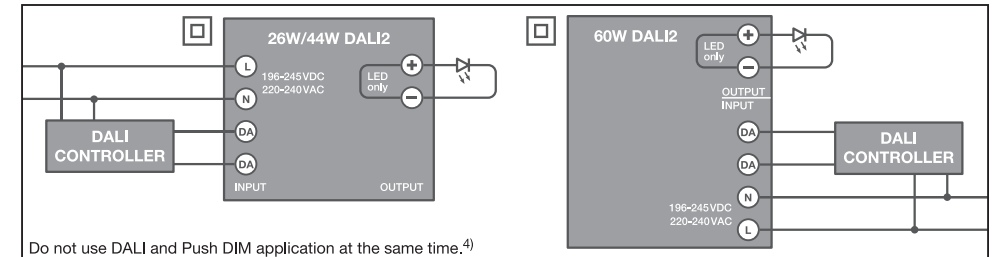 26W/44W DALI2
L
196-245VDC
220-240VAC
N
LED
only
+
−
DA
DA
INPUT
OUTPUT
DALI
CONTROLLER
Do not use DALI and Push DIM application at the same time.4)
60W DALI2
LED
only
+
−
OUTPUT
INPUT
DA
DA
DALI
CONTROLLER
N
196-245VDC
220-240VAC
L